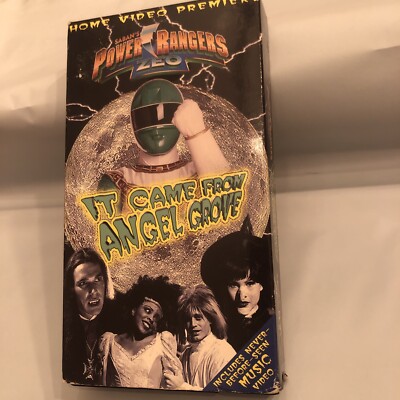 HOME VIDEO PREMIERE
SABAN'S
POWER RANGERS
ZEO
IT CAME FROM
ANGEL GROVE
INCLUDES NEVER-
BEFORE-SEEN
MUSIC
VIDEO